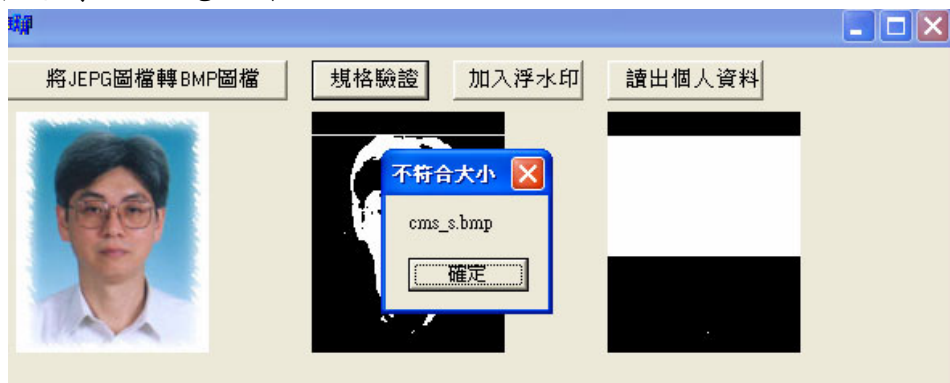 將JEPG圖檔轉BMP圖檔
規格驗證
加入浮水印
讀出個人資料
不符合大小
cms_s.bmp
確定